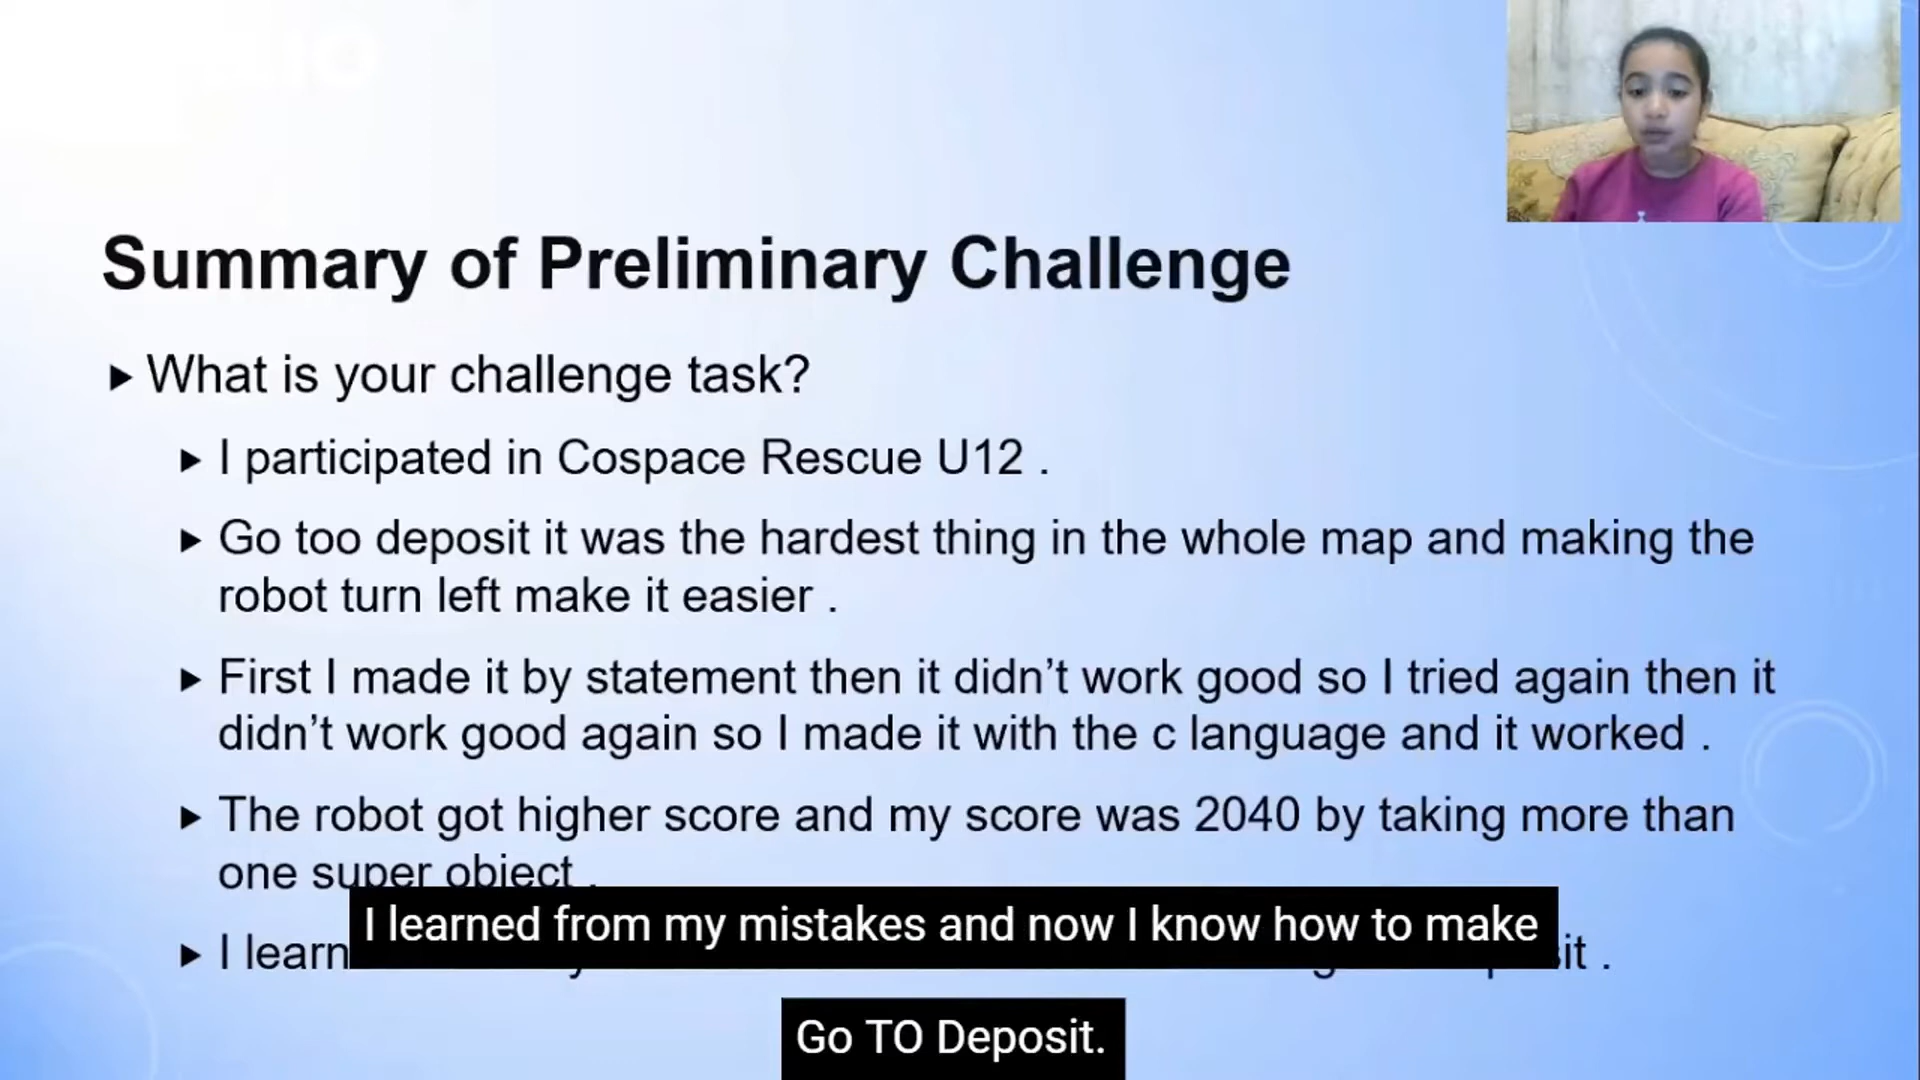 Summary of Preliminary Challenge
What is your challenge task?
I participated in Cospace Rescue U12 .
Go too deposit it was the hardest thing in the whole map and making the
robot turn left make it easier .
First I made it by statement then it didn’t work good so I tried again then it
didn’t work good again so I made it with the c language and it worked .
The robot got higher score and my score was 2040 by taking more than
one super object .
I learned from my mistakes and now I know how to make
Go TO Deposit.